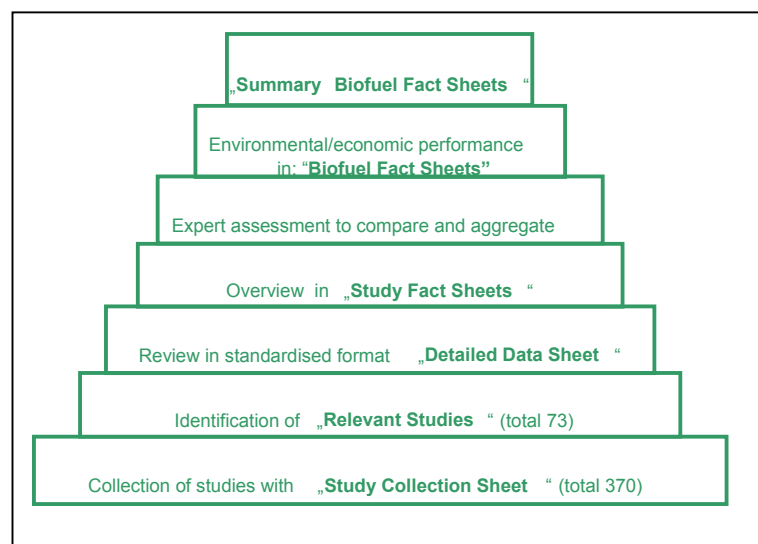 „Summary Biofuel Fact Sheets “
Environmental/economic performance
in: “Biofuel Fact Sheets”
Expert assessment to compare and aggregate
Overview in „Study Fact Sheets “
Review in standardised format „Detailed Data Sheet “
Identification of „Relevant Studies “ (total 73)
Collection of studies with „Study Collection Sheet “ (total 370)